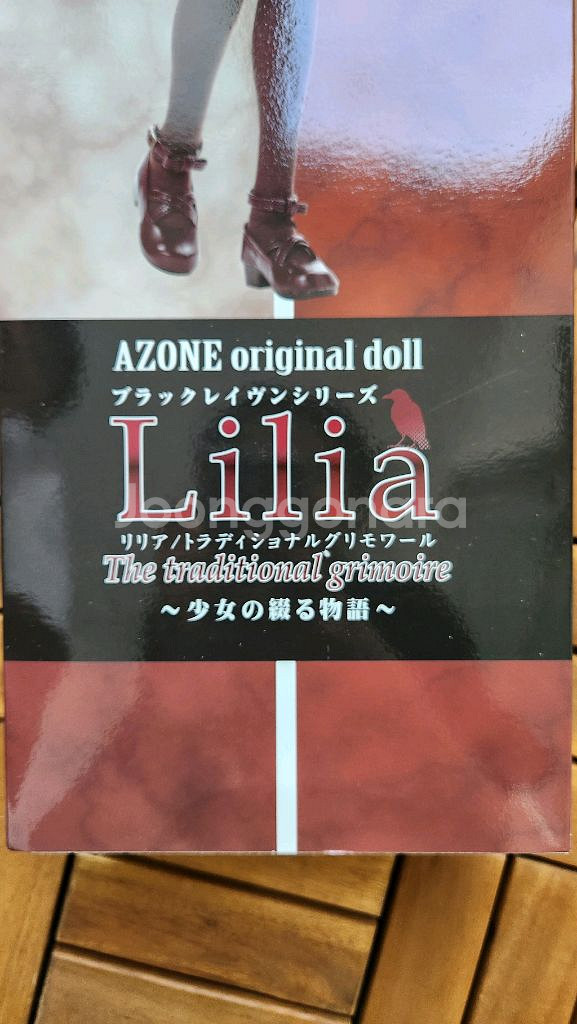 AZONE original doll
ブラックレイヴンシリーズ
Lilia
joonggonara
リリア/トラディショナルグリモワール
The traditional grimoire
～少女の綴る物語～